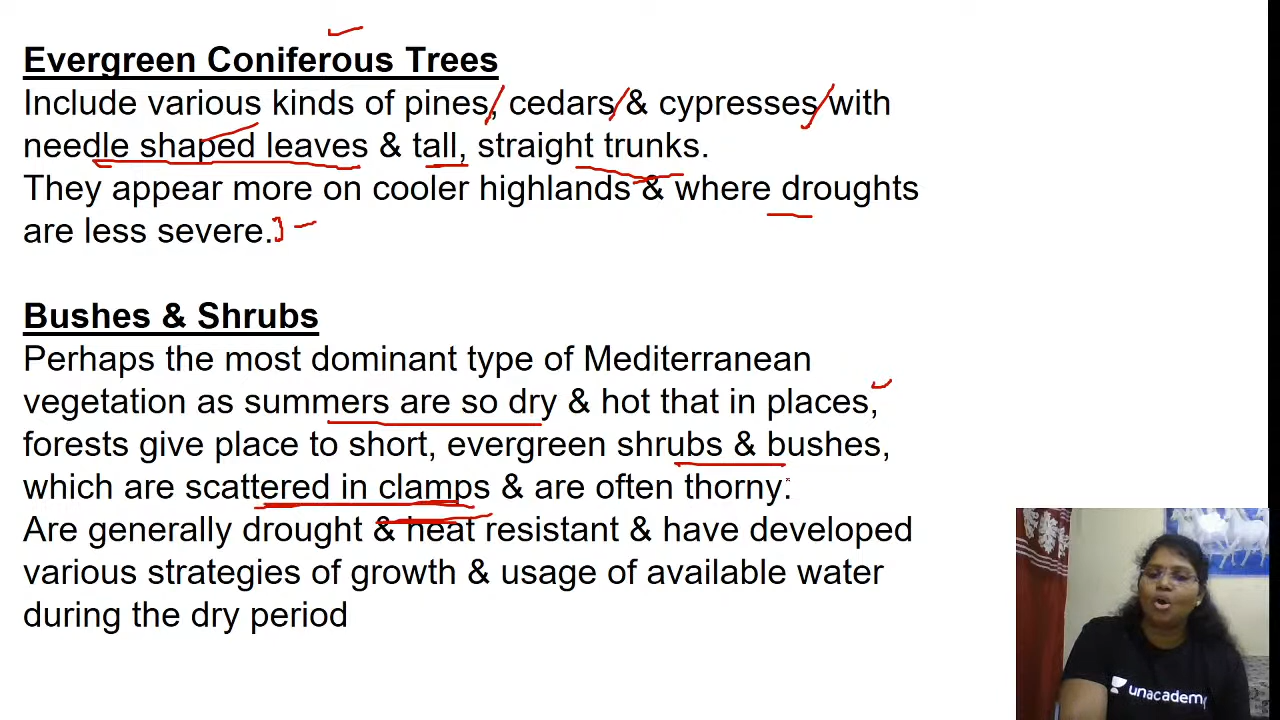 Evergreen Coniferous Trees
Include various kinds of pines, cedars & cypresses with
needle shaped leaves & tall, straight trunks.
They appear more on cooler highlands & where droughts
are less severe.
Bushes & Shrubs
Perhaps the most dominant type of Mediterranean
vegetation as summers are so dry & hot that in places,
forests give place to short, evergreen shrubs & bushes,
which are scattered in clamps & are often thorny.
Are generally drought & heat resistant & have developed
various strategies of growth & usage of available water
during the dry period
unacademy